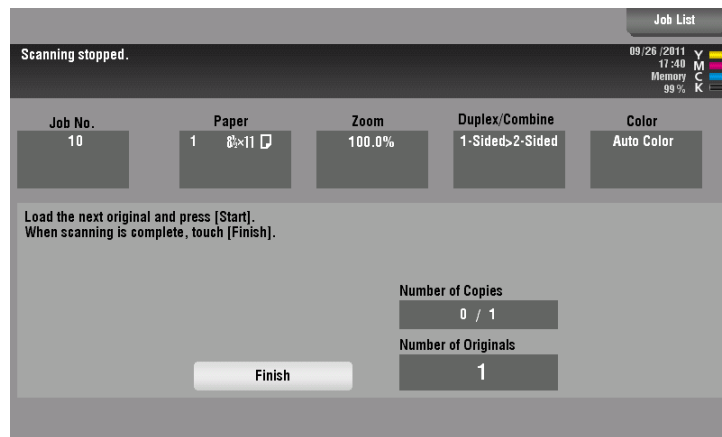 Job List
Scanning stopped.
09/26 /2011
17:40
Memory
99%
Y
M
C
K
Job No.
10
Paper
1 8½×11
Zoom
100.0%
Duplex/Combine
1-Sided>2-Sided
Color
Auto Color
Load the next original and press [Start].
When scanning is complete, touch [Finish].
Number of Copies
0 / 1
Number of Originals
1
Finish